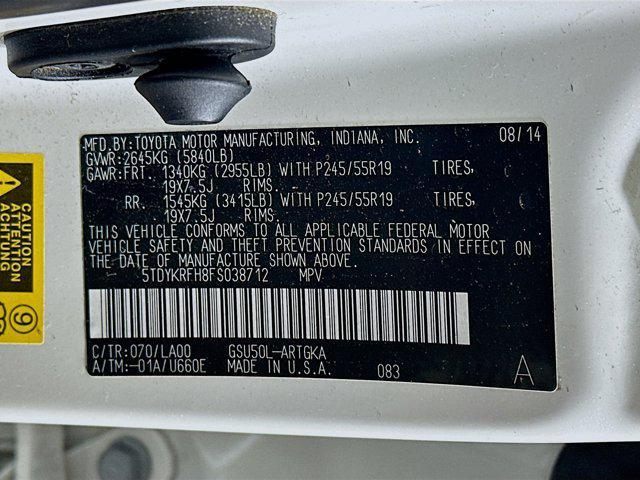 MFD.BY:TOYOTA MOTOR MANUFACTURING, INDIANA, INC. 08/14
GVWR:2645KG (5840LB)
GAWR:FRT. 1340KG (2955LB) WITH P245/55R19 TIRES,
19X7.5J RIMS.
RR. 1545KG (3415LB) WITH P245/55R19 TIRES,
19X7.5J RIMS.
THIS VEHICLE CONFORMS TO ALL APPLICABLE FEDERAL MOTOR
VEHICLE SAFETY AND THEFT PREVENTION STANDARDS IN EFFECT ON
THE DATE OF MANUFACTURE SHOWN ABOVE.
5TDYKRFH8FS038712 MPV
C/TR:070/LA00 GSU50L-ARTGKA
A/TM:-01A/U660E MADE IN U.S.A. 083 A
CAUTION
ATTENTION
ACHTUNG
9